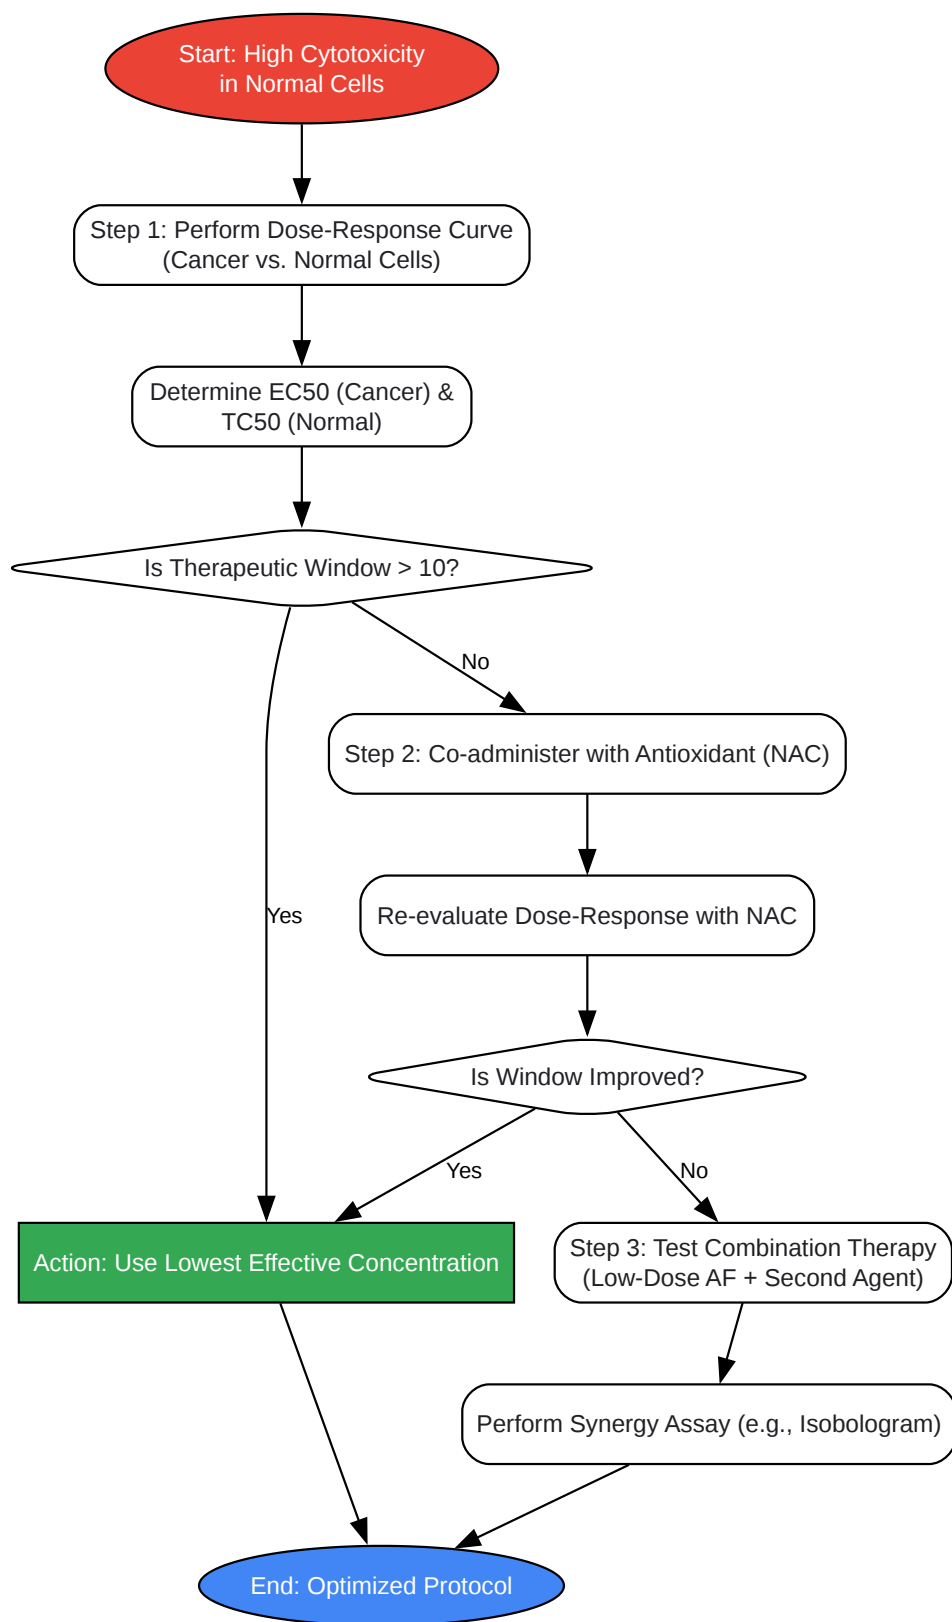 Start: High Cytotoxicity
in Normal Cells
Step 1: Perform Dose-Response Curve
(Cancer vs. Normal Cells)
Determine EC50 (Cancer) &
TC50 (Normal)
Is Therapeutic Window > 10?
No
Step 2: Co-administer with Antioxidant (NAC)
Yes
Re-evaluate Dose-Response with NAC
Is Window Improved?
Yes
No
Action: Use Lowest Effective Concentration
Step 3: Test Combination Therapy
(Low-Dose AF + Second Agent)
Perform Synergy Assay (e.g., Isobologram)
End: Optimized Protocol